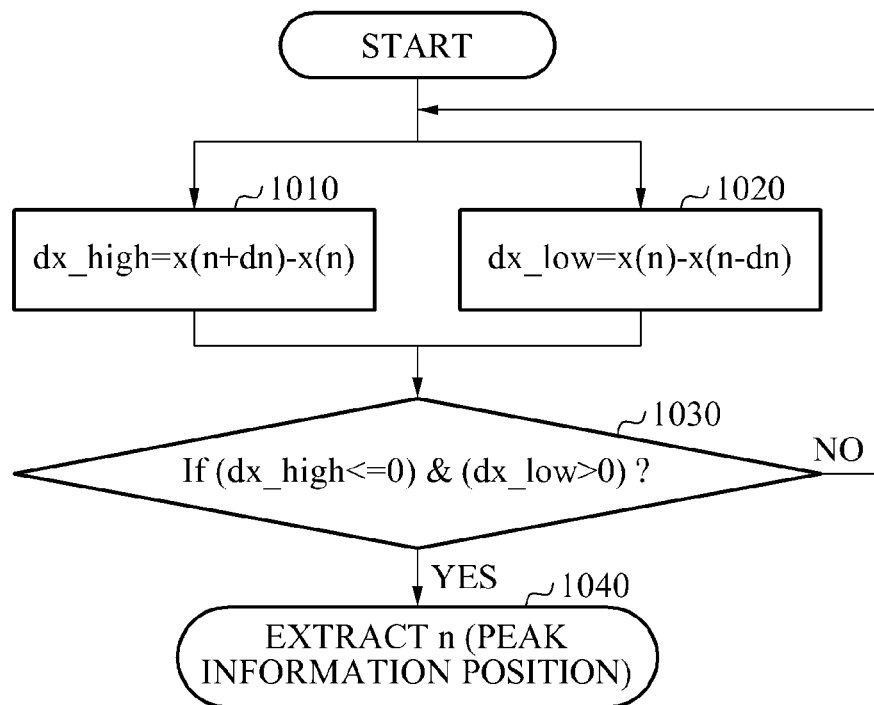 START
1010
1020
dx_high=x(n+dn)-x(n)
dx_low=x(n)-x(n-dn)
1030
NO
If (dx_high<=0) & (dx_low>0) ?
YES
1040
EXTRACT n (PEAK
INFORMATION POSITION)